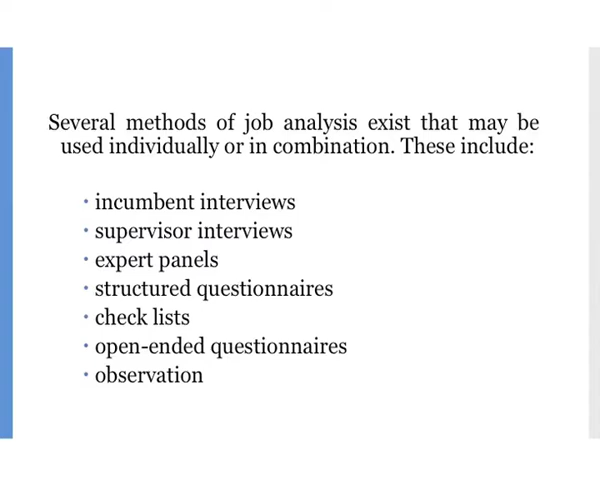 Several methods of job analysis exist that may be
used individually or in combination. These include:
• incumbent interviews
• supervisor interviews
• expert panels
• structured questionnaires
• check lists
• open-ended questionnaires
• observation